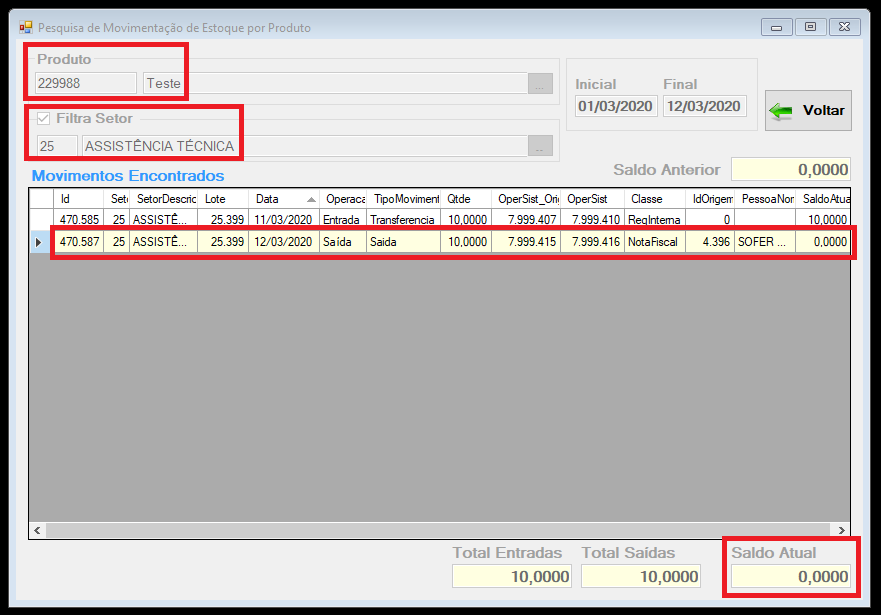 Pesquisa de Movimentação de Estoque por Produto
Produto
229988 Teste ...
Inicial Final
01/03/2020 12/03/2020
Voltar
Filtra Setor
25 ASSISTÊNCIA TÉCNICA ...
Saldo Anterior 0,0000
Movimentos Encontrados
Id Seto SetorDescric Lote Data Operaca TipoMoviment Qtde OperSist_Orig OperSist Classe IdOrigem PessoaNor SaldoAtua
470.585 25 ASSISTÊ... 25.399 11/03/2020 Entrada Transferencia 10,0000 7.999.407 7.999.410 ReqInterna 0 10,0000
470.587 25 ASSISTÊ... 25.399 12/03/2020 Saída Saida 10,0000 7.999.415 7.999.416 NotaFiscal 4.396 SOFER ... 0,0000
Total Entradas Total Saídas Saldo Atual
10,0000 10,0000 0,0000